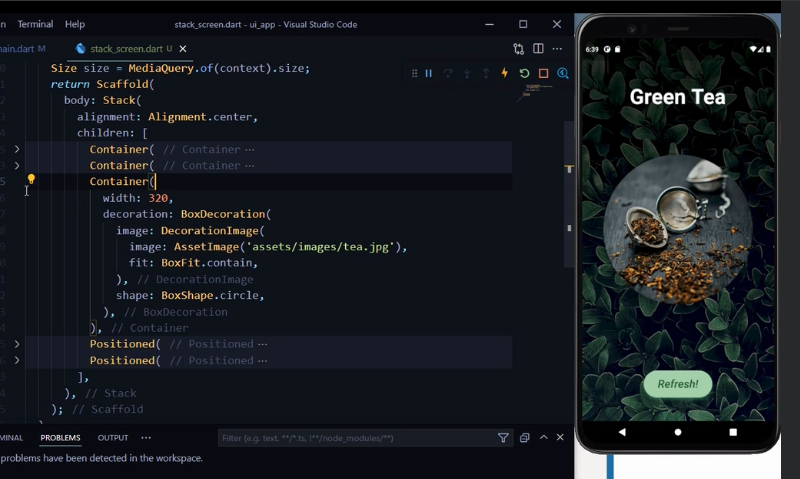 Terminal Help
stack_screen.dart - ui_app - Visual Studio Code
main.dart M
stack_screen.dart U
Size size = MediaQuery.of(context).size;
return Scaffold(
body: Stack(
alignment: Alignment.center,
children: [
Container( // Container ⋯
Container( // Container ⋯
Container(
width: 320,
decoration: BoxDecoration(
image: DecorationImage(
image: AssetImage('assets/images/tea.jpg'),
fit: BoxFit.contain,
), // DecorationImage
shape: BoxShape.circle,
), // BoxDecoration
), // Container
Positioned( // Positioned ⋯
Positioned( // Positioned ⋯
],
), // Stack
); // Scaffold
MINAL PROBLEMS OUTPUT ⋯
Filter (e.g. text, **/*.ts, !**/node_modules/**)
problems have been detected in the workspace.
6:39
Green Tea
Refresh!